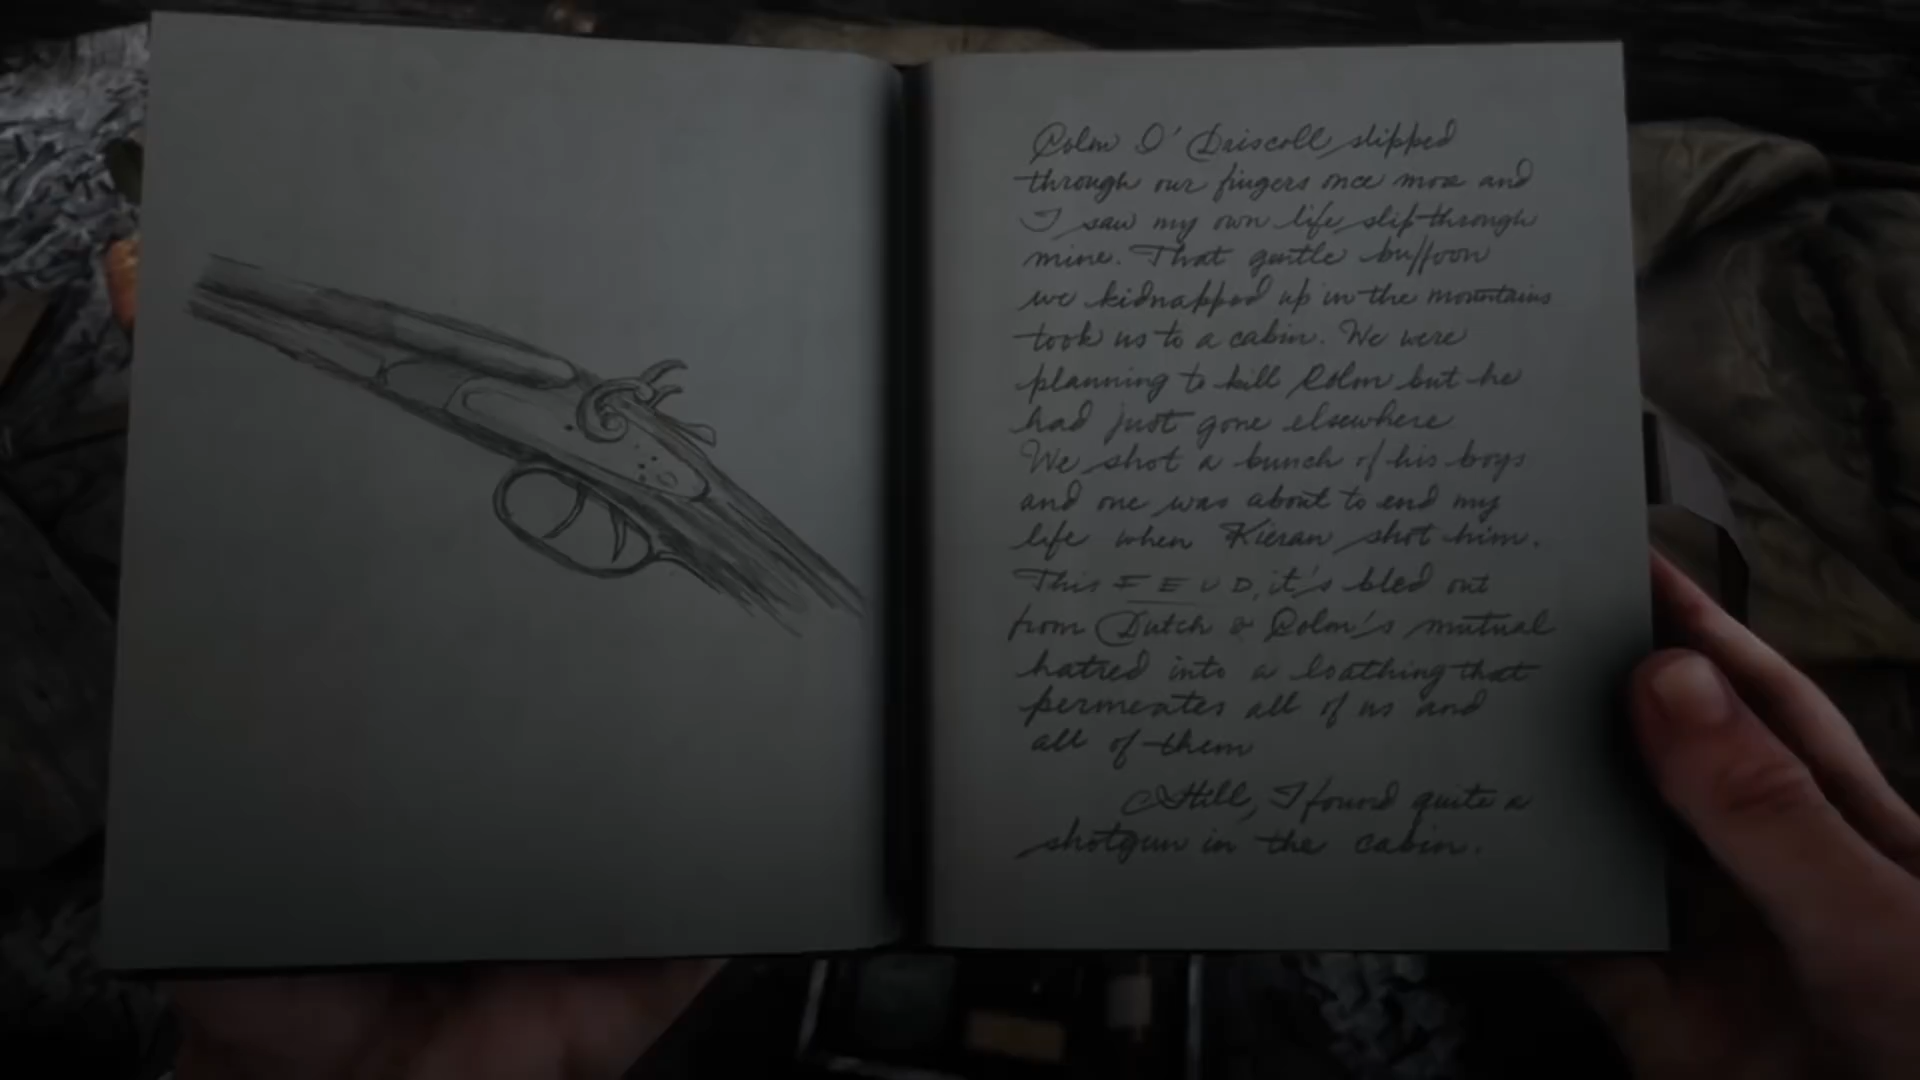 Colm O'Driscoll slipped
through our fingers once more and
I saw my own life slip through
mine. That gentle buffoon
we kidnapped up in the mountains
took us to a cabin. We were
planning to kill Colm but he
had just gone elsewhere
We shot a bunch of his boys
and one was about to end my
life when Kieran shot him.
This FEUD, it's bled out
from Dutch & Colm's mutual
hatred into a loathing that
permeates all of us and
all of them
Still, I found quite a
shotgun in the cabin.